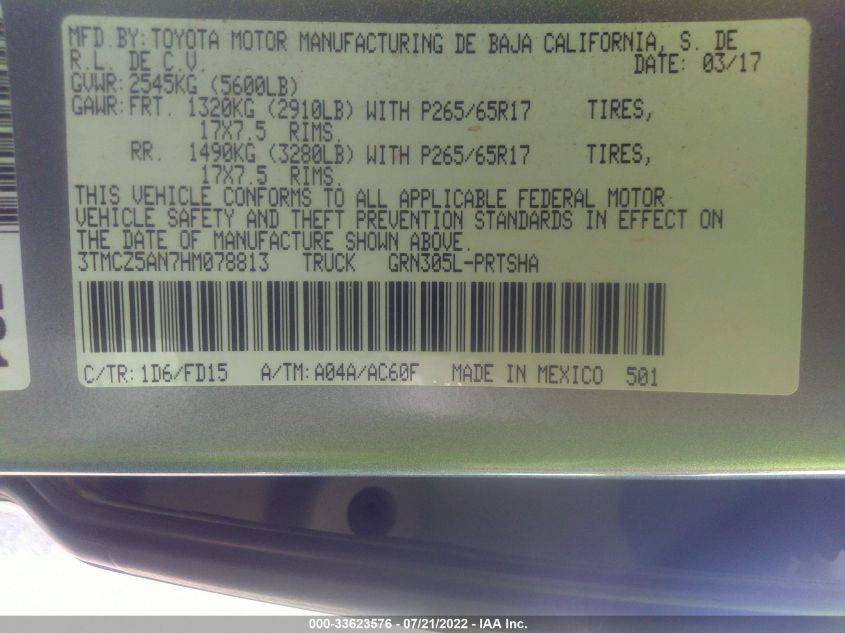 MFD.BY:TOYOTA MOTOR MANUFACTURING DE BAJA CALIFORNIA, S. DE
R.L. DE C.V. DATE: 03/17
GVWR:2545KG (5600LB)
GAWR:FRT. 1320KG (2910LB) WITH P265/65R17 TIRES,
17X7.5 RIMS.
RR. 1490KG (3280LB) WITH P265/65R17 TIRES,
17X7.5 RIMS.
THIS VEHICLE CONFORMS TO ALL APPLICABLE FEDERAL MOTOR
VEHICLE SAFETY AND THEFT PREVENTION STANDARDS IN EFFECT ON
THE DATE OF MANUFACTURE SHOWN ABOVE.
3TMCZ5AN7HM078813 TRUCK GRN305L-PRTSHA
C/TR:1D6/FD15 A/TM:A04A/AC60F MADE IN MEXICO 501
000-33623576 - 07/21/2022 - IAA Inc.